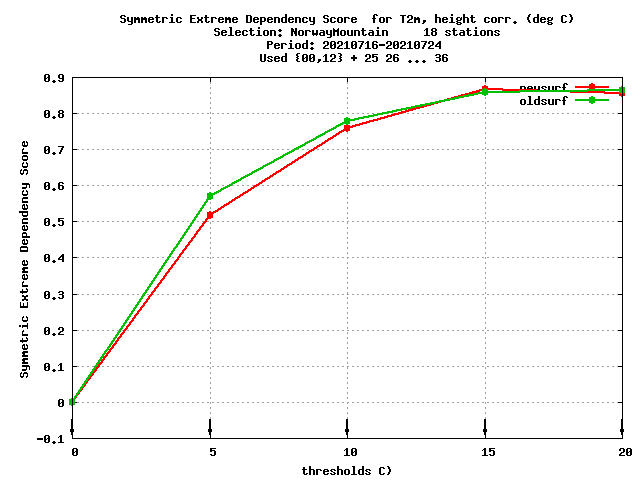 Symmetric Extreme Dependency Score  for T2m, height corr. (deg C)
Selection: NorwayMountain     18 stations
Period: 20210716-20210724
Used {00,12} + 25 26 ... 36
Symmetric Extreme Dependency Score
0.9
0.8
0.7
0.6
0.5
0.4
0.3
0.2
0.1
0
-0.1
newsurf
oldsurf
0 5 10 15 20
thresholds C)